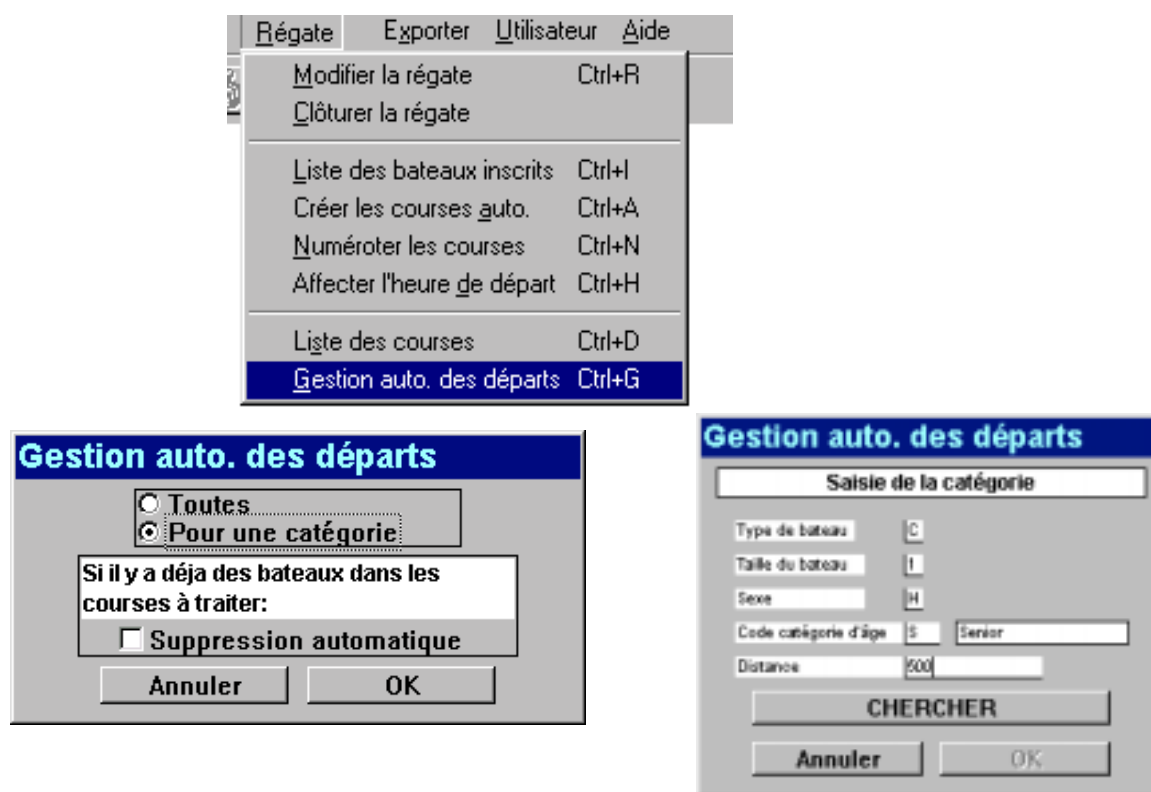 Régate Exporter Utilisateur Aide
Modifier la régate Ctrl+R
Clôturer la régate
Liste des bateaux inscrits Ctrl+I
Créer les courses auto. Ctrl+A
Numéroter les courses Ctrl+N
Affecter l'heure de départ Ctrl+H
Liste des courses Ctrl+D
Gestion auto. des départs Ctrl+G
Gestion auto. des départs
Toutes
Pour une catégorie
Si il y a déja des bateaux dans les
courses à traiter:
Suppression automatique
Annuler OK
Gestion auto. des départs
Saisie de la catégorie
Type de bateau C
Taille du bateau 1
Sexe H
Code catégorie d'âge S Senior
Distance 500
CHERCHER
Annuler OK